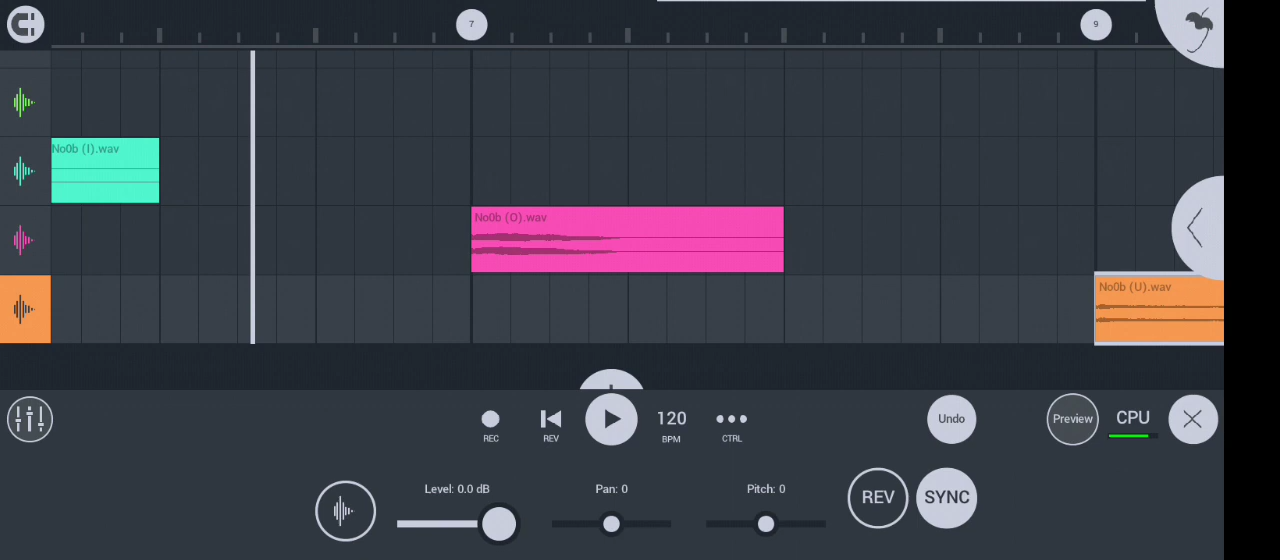 7
9
No0b (I).wav
No0b (O).wav
No0b (U).wav
REC
REV
120
BPM
CTRL
Undo
Preview
CPU
Level: 0.0 dB
Pan: 0
Pitch: 0
REV
SYNC